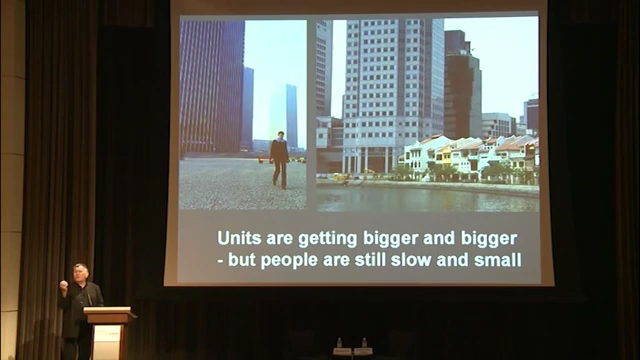 Units are getting bigger and bigger
- but people are still slow and small